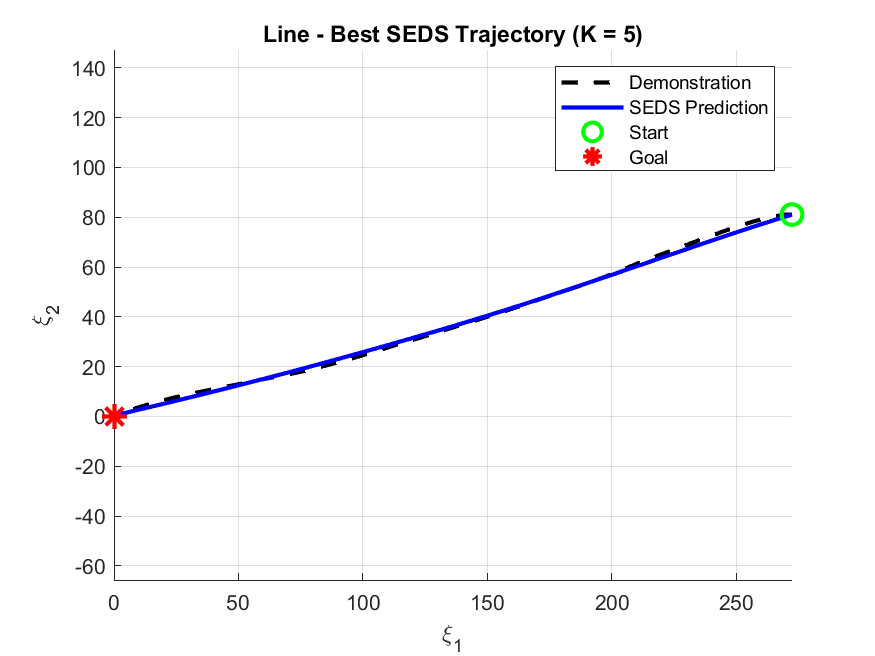 Line - Best SEDS Trajectory (K = 5)
Demonstration
SEDS Prediction
Start
Goal
140
120
100
80
60
40
20
0
-20
-40
-60
ξ2
0 50 100 150 200 250
ξ1